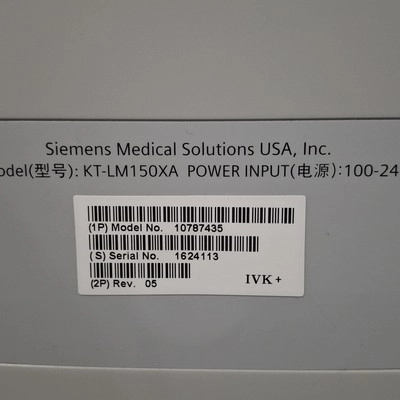 Siemens Medical Solutions USA, Inc.
odel(型号): KT-LM150XA POWER INPUT(电源):100-24
(1P) Model No. 10787435
(S) Serial No. 1624113
(2P) Rev. 05
IVK +